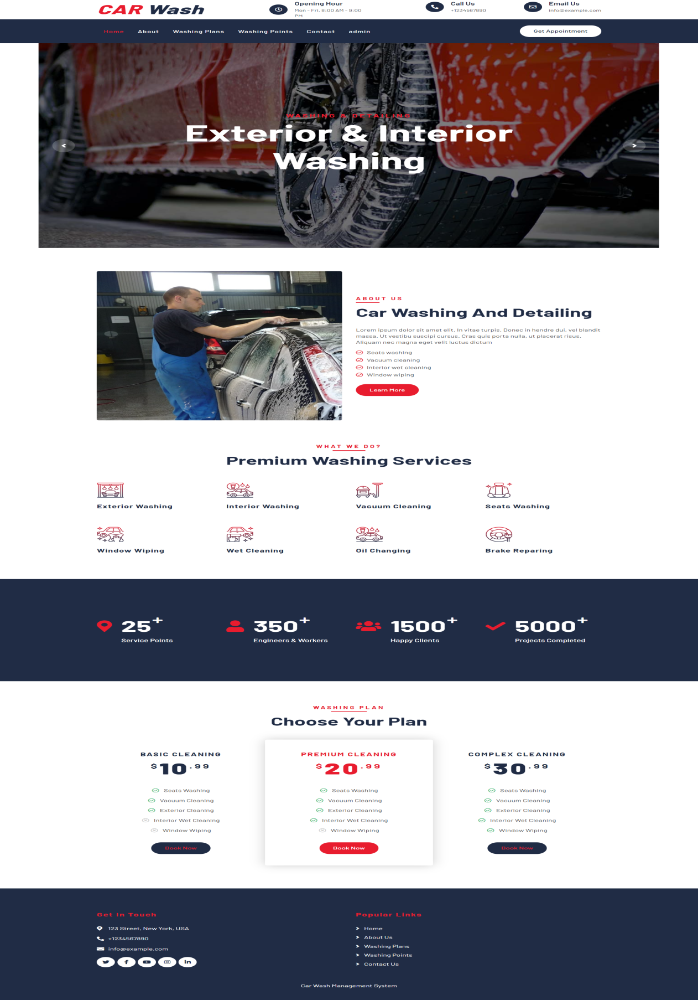 CAR Wash
Opening Hour
Mon - Fri, 8:00 AM - 9:00
PM
Call Us
+1234567890
Email Us
info@example.com
Home About Washing Plans Washing Points Contact admin
Get Appointment
WASHING & DETAILING
Exterior & Interior
Washing
ABOUT US
Car Washing And Detailing
Lorem ipsum dolor sit amet elit. In vitae turpis. Donec in hendre dui, vel blandit
massa. Ut vestibu suscipi cursus. Cras quis porta nulla, ut placerat risus.
Aliquam nec magna eget velit luctus dictum
Seats washing
Vacuum cleaning
Interior wet cleaning
Window wiping
Learn More
WHAT WE DO?
Premium Washing Services
Exterior Washing
Interior Washing
Vacuum Cleaning
Seats Washing
Window Wiping
Wet Cleaning
Oil Changing
Brake Reparing
25+
Service Points
350+
Engineers & Workers
1500+
Happy Clients
5000+
Projects Completed
WASHING PLAN
Choose Your Plan
BASIC CLEANING
$10.99
Seats Washing
Vacuum Cleaning
Exterior Cleaning
Interior Wet Cleaning
Window Wiping
Book Now
PREMIUM CLEANING
$20.99
Seats Washing
Vacuum Cleaning
Exterior Cleaning
Interior Wet Cleaning
Window Wiping
Book Now
COMPLEX CLEANING
$30.99
Seats Washing
Vacuum Cleaning
Exterior Cleaning
Interior Wet Cleaning
Window Wiping
Book Now
Get In Touch
123 Street, New York, USA
+1234567890
info@example.com
Popular Links
Home
About Us
Washing Plans
Washing Points
Contact Us
Car Wash Management System